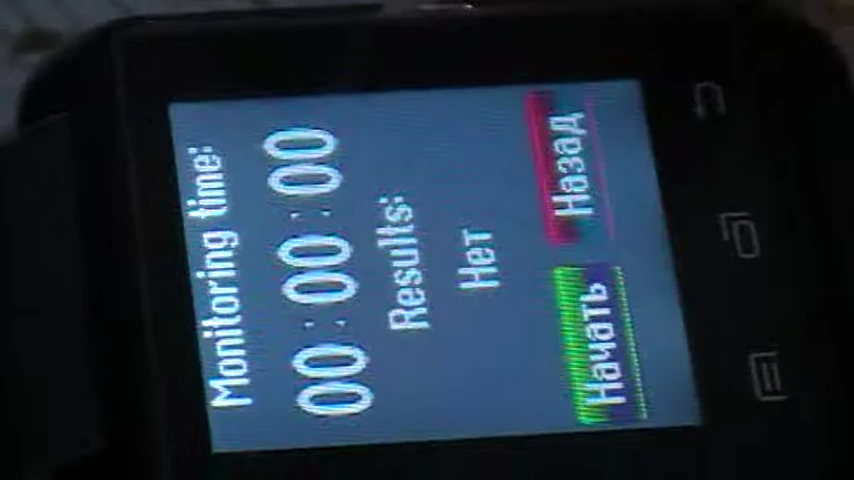 Monitoring time:
00:00:00
Results:
Нет
Начать Назад